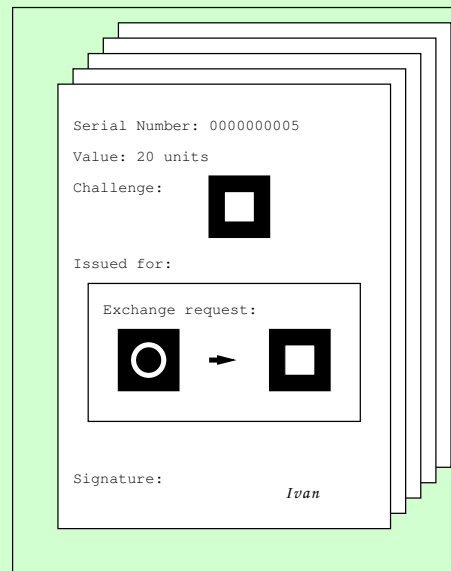 Serial Number: 0000000005
Value: 20 units
Challenge:
Issued for:
Exchange request:
Signature:
Ivan